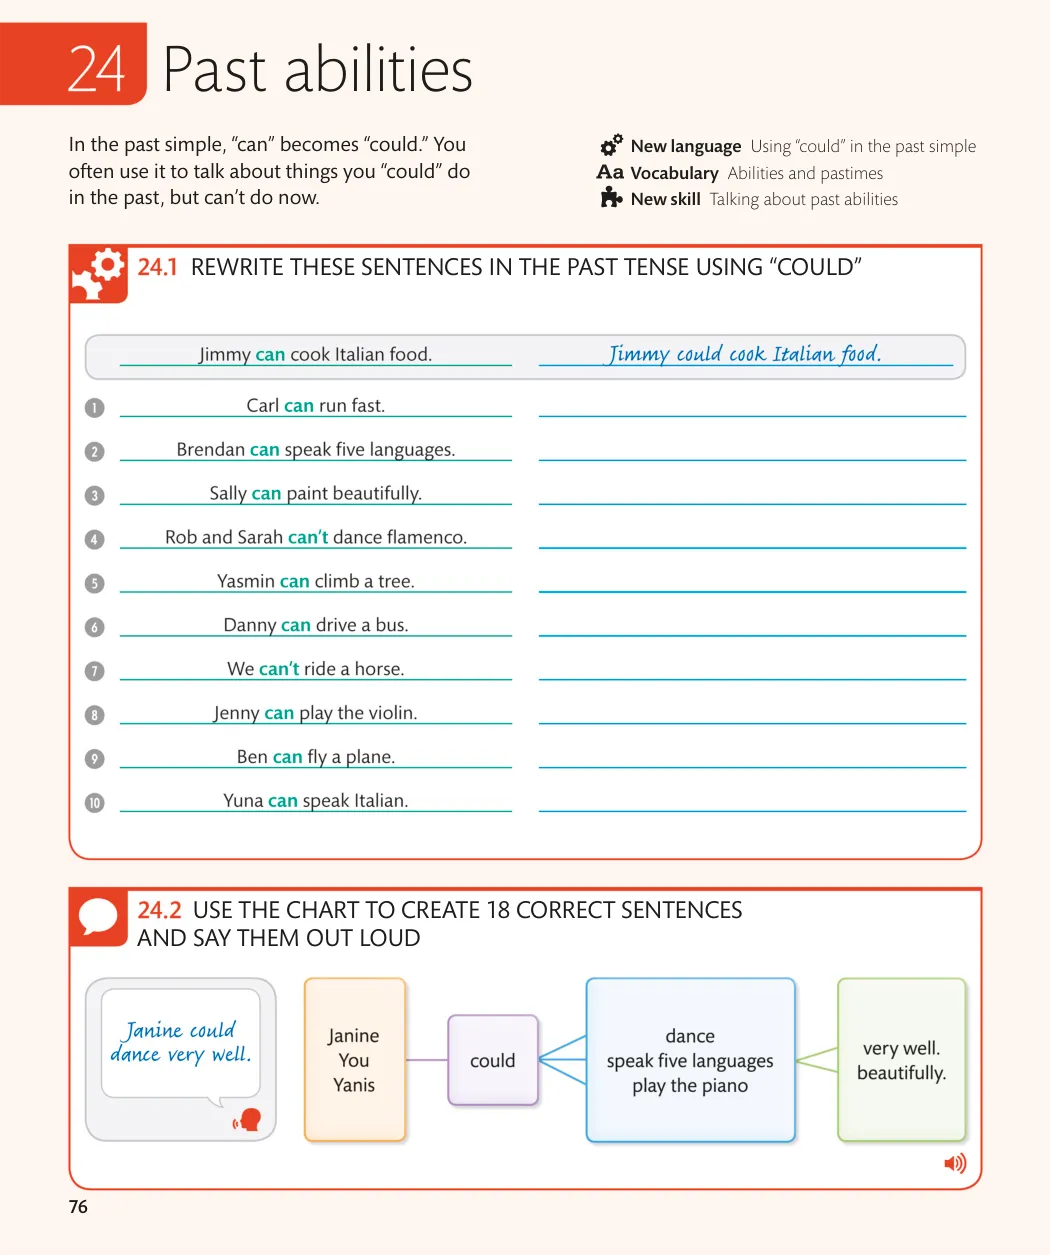 24 Past abilities
In the past simple, “can” becomes “could.” You
often use it to talk about things you “could” do
in the past, but can’t do now.
New language Using “could” in the past simple
Aa Vocabulary Abilities and pastimes
New skill Talking about past abilities
24.1 REWRITE THESE SENTENCES IN THE PAST TENSE USING “COULD”
Jimmy can cook Italian food. Jimmy could cook Italian food.
1 Carl can run fast.
2 Brendan can speak five languages.
3 Sally can paint beautifully.
4 Rob and Sarah can’t dance flamenco.
5 Yasmin can climb a tree.
6 Danny can drive a bus.
7 We can’t ride a horse.
8 Jenny can play the violin.
9 Ben can fly a plane.
10 Yuna can speak Italian.
24.2 USE THE CHART TO CREATE 18 CORRECT SENTENCES
AND SAY THEM OUT LOUD
Janine could
dance very well.
Janine
You
Yanis
could
dance
speak five languages
play the piano
very well.
beautifully.
76